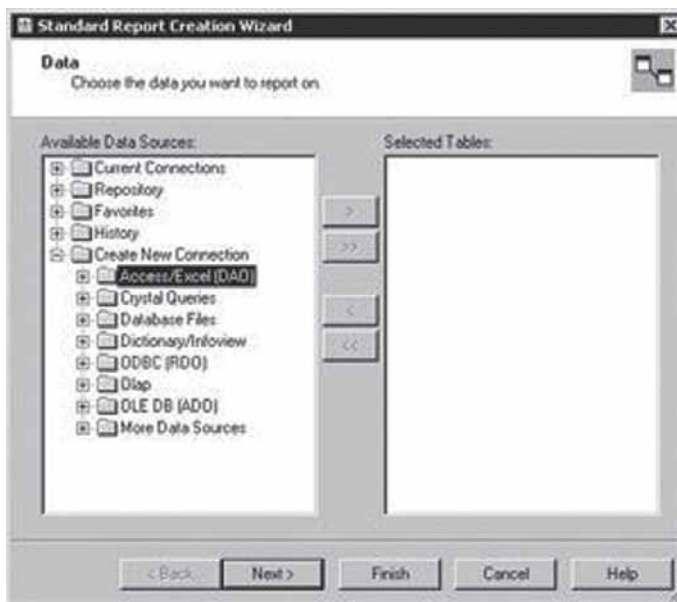 Standard Report Creation Wizard
Data
Choose the data you want to report on.
Available Data Sources:
Selected Tables:
Current Connections
Repository
Favorites
History
Create New Connection
Access/Excel (DAO)
Crystal Queries
Database Files
Dictionary/Infoview
ODBC (RDO)
Olap
OLE DB (ADO)
More Data Sources
>
>>
<
<<
< Back
Next >
Finish
Cancel
Help